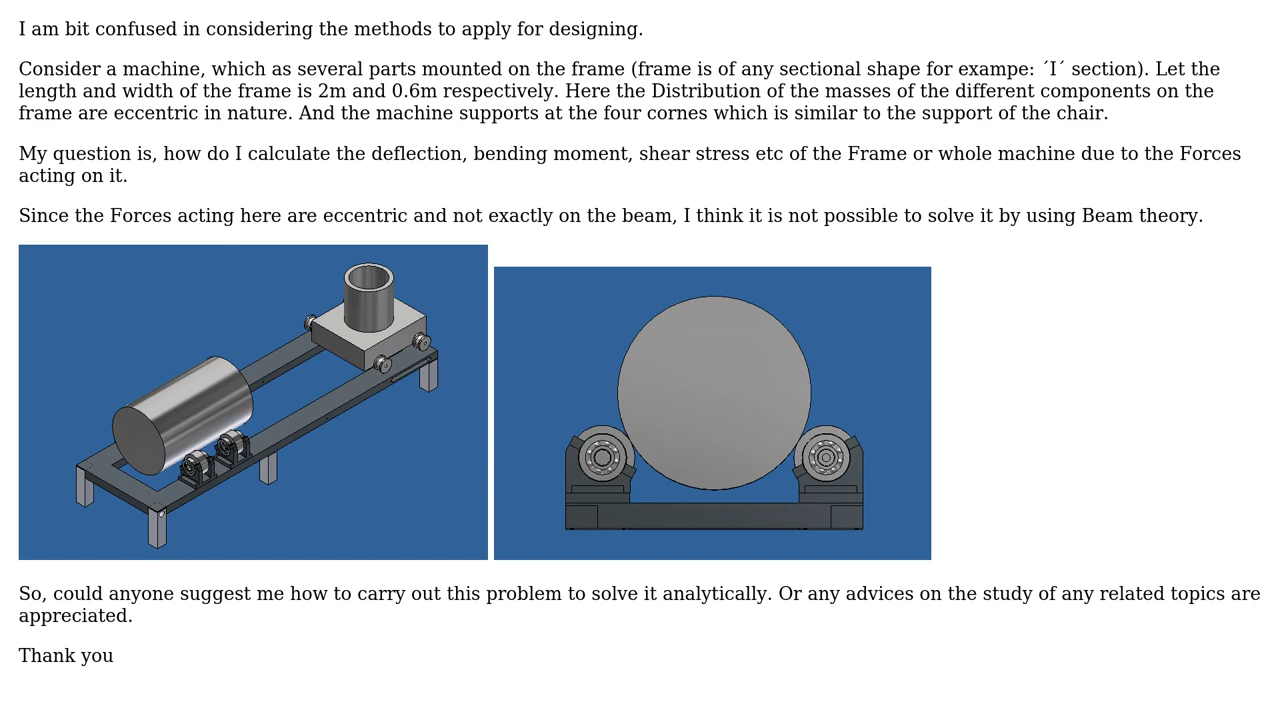 I am bit confused in considering the methods to apply for designing.
Consider a machine, which as several parts mounted on the frame (frame is of any sectional shape for exampe: ´I´ section). Let the
length and width of the frame is 2m and 0.6m respectively. Here the Distribution of the masses of the different components on the
frame are eccentric in nature. And the machine supports at the four cornes which is similar to the support of the chair.
My question is, how do I calculate the deflection, bending moment, shear stress etc of the Frame or whole machine due to the Forces
acting on it.
Since the Forces acting here are eccentric and not exactly on the beam, I think it is not possible to solve it by using Beam theory.
So, could anyone suggest me how to carry out this problem to solve it analytically. Or any advices on the study of any related topics are
appreciated.
Thank you